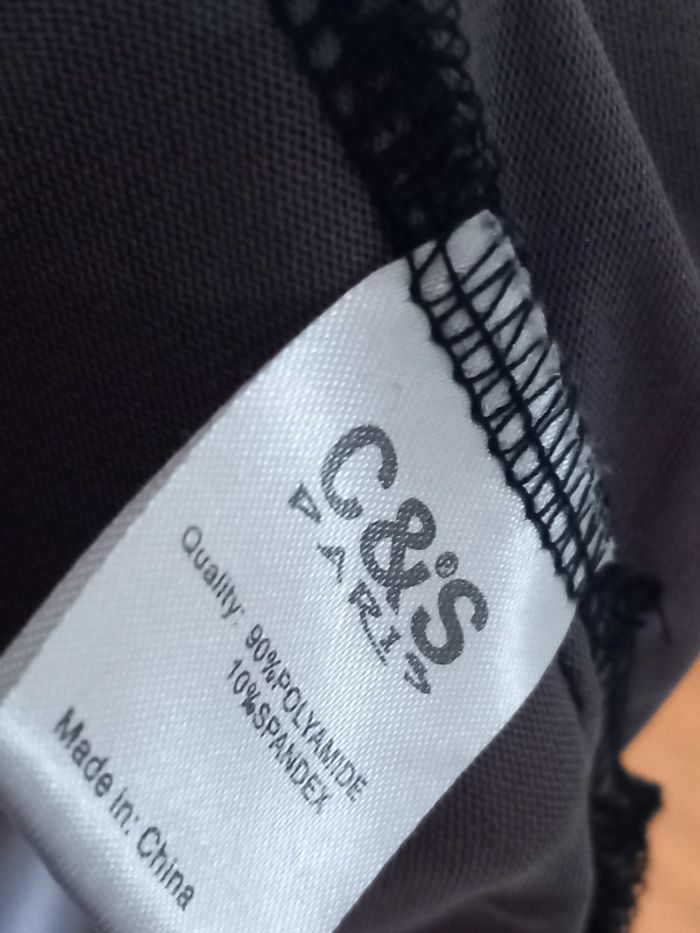 C&S®
PARIS
Quality: 90%POLYAMIDE
10%SPANDEX
Made in: China